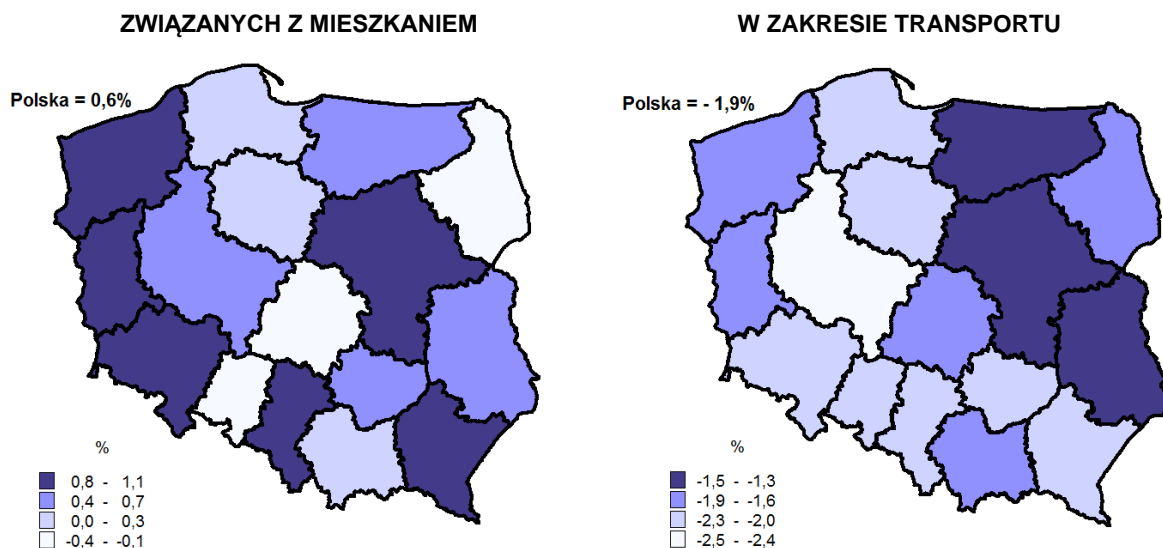 ZWIĄZANYCH Z MIESZKANIEM
Polska = 0,6%
%
0,8 - 1,1
0,4 - 0,7
0,0 - 0,3
-0,4 - -0,1
W ZAKRESIE TRANSPORTU
Polska = - 1,9%
%
-1,5 - -1,3
-1,9 - -1,6
-2,3 - -2,0
-2,5 - -2,4